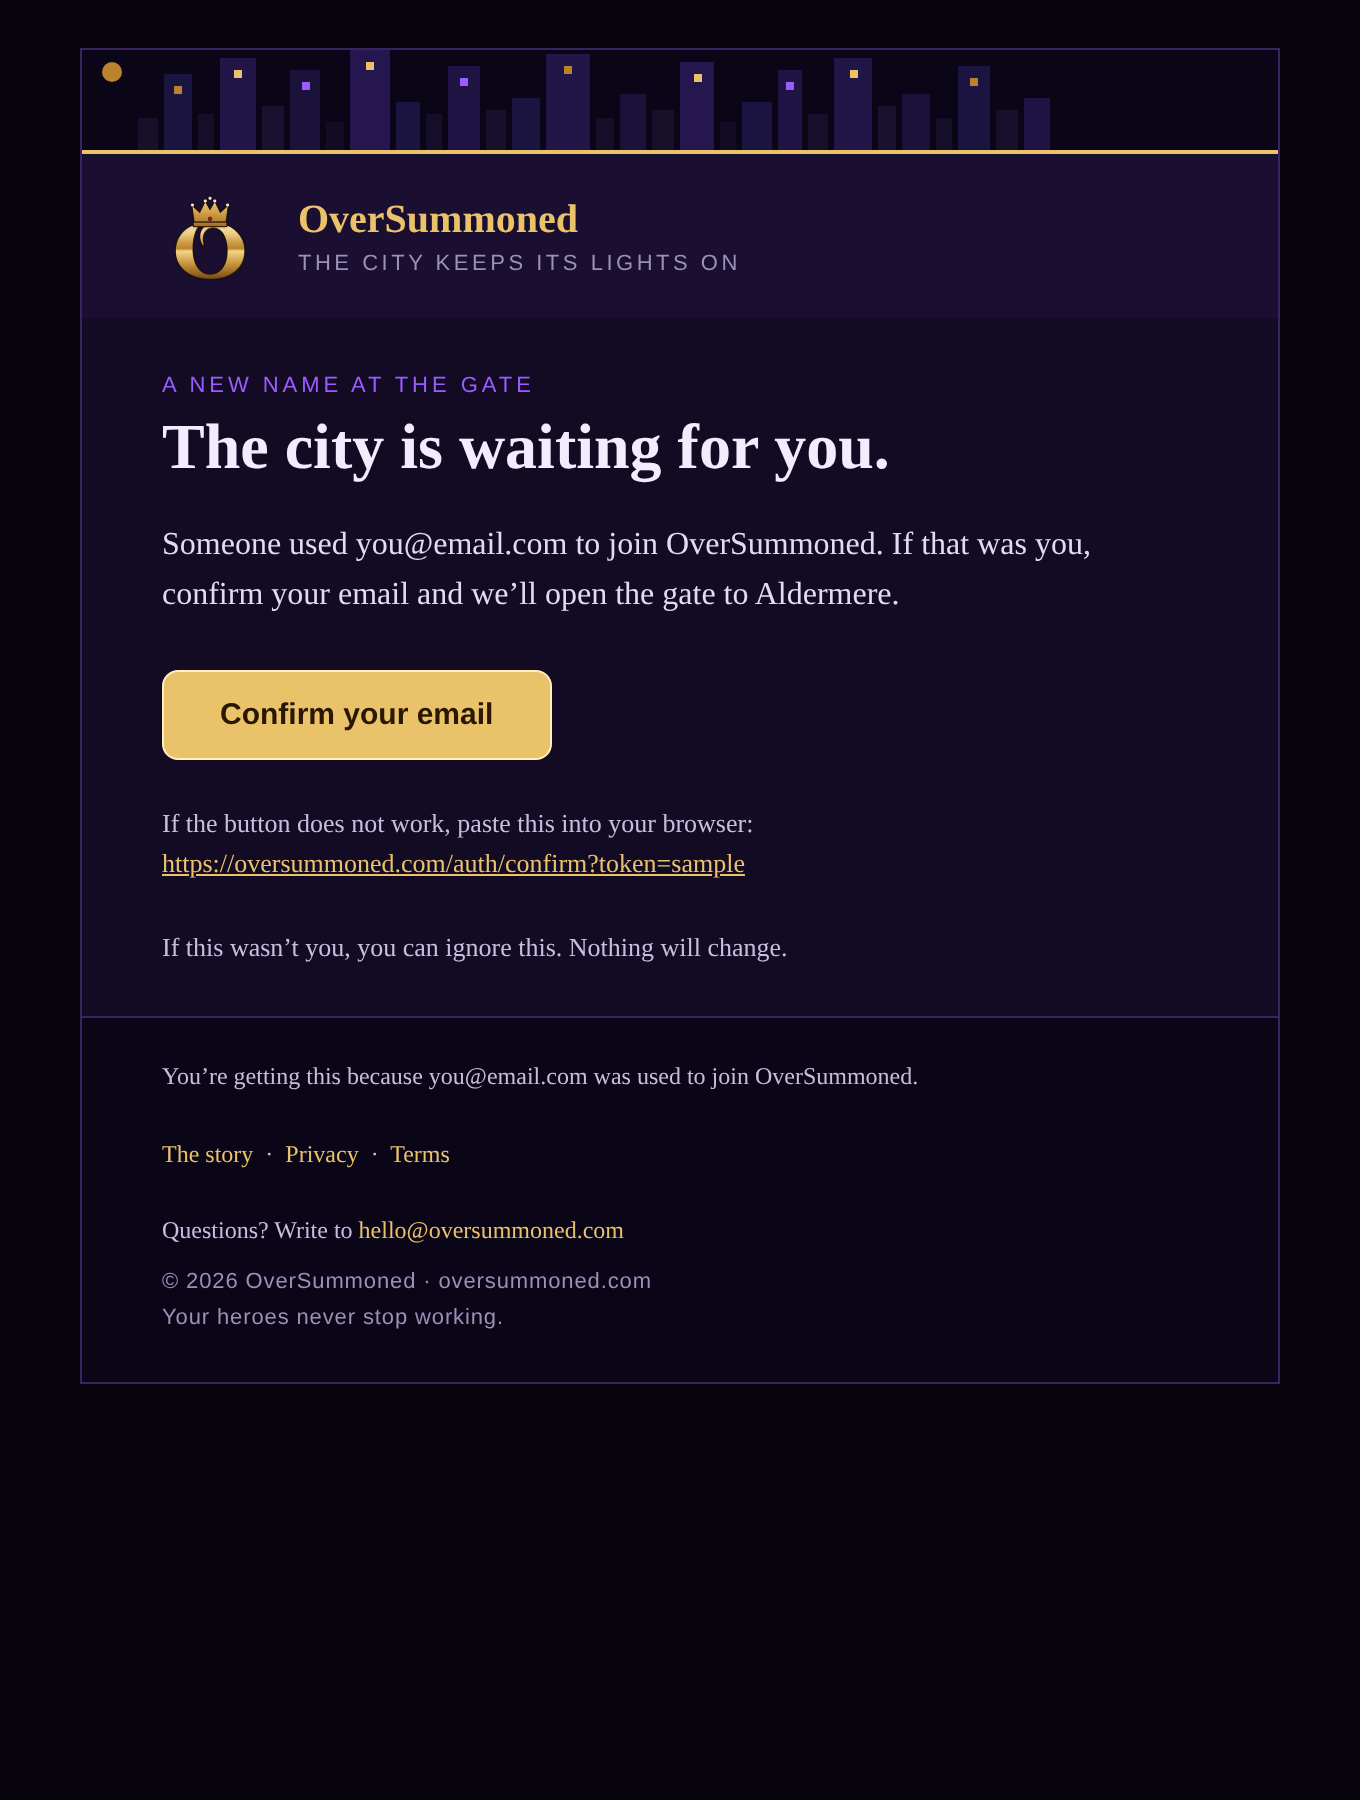 OverSummoned
THE CITY KEEPS ITS LIGHTS ON
A NEW NAME AT THE GATE
The city is waiting for you.
Someone used you@email.com to join OverSummoned. If that was you,
confirm your email and we’ll open the gate to Aldermere.
Confirm your email
If the button does not work, paste this into your browser:
https://oversummoned.com/auth/confirm?token=sample
If this wasn’t you, you can ignore this. Nothing will change.
You’re getting this because you@email.com was used to join OverSummoned.
The story · Privacy · Terms
Questions? Write to hello@oversummoned.com
© 2026 OverSummoned · oversummoned.com
Your heroes never stop working.